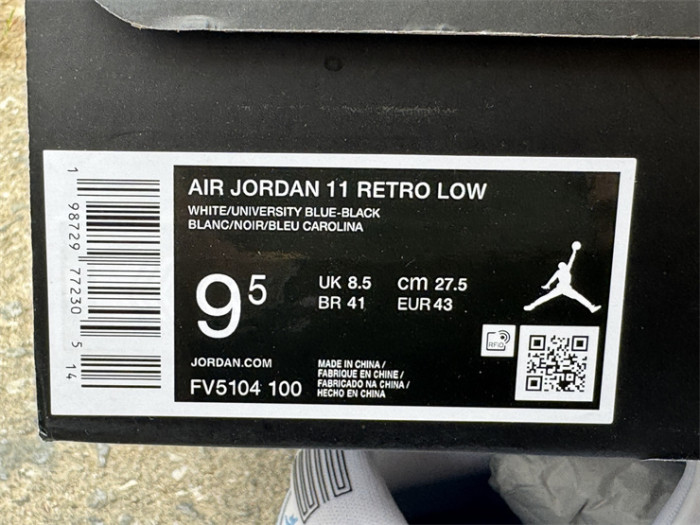 AIR JORDAN 11 RETRO LOW
WHITE/UNIVERSITY BLUE-BLACK
BLANC/NOIR/BLEU CAROLINA
9 5
UK 8.5 cm 27.5
BR 41 EUR 43
RFID
JORDAN.COM
FV5104 100
MADE IN CHINA /
FABRIQUE EN CHINE /
FABRICADO NA CHINA /
HECHO EN CHINA
1 98729 77230 5 14